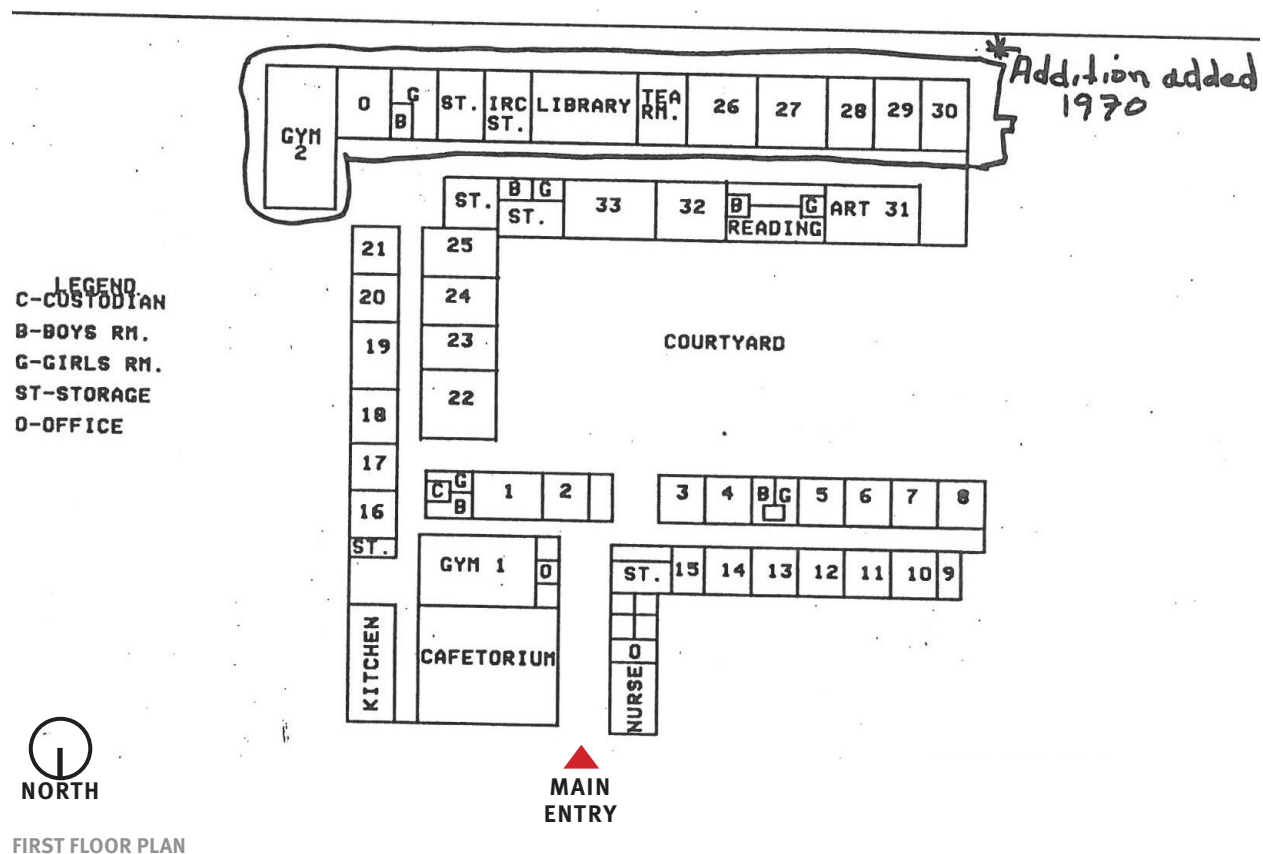 *Addition added
1970
O
G
B
ST.
IRC
ST.
LIBRARY
TEA
RM.
26
27
28
29
30
GYM
2
ST.
B G
ST.
33
32
B
G
READING
ART 31
21
25
20
24
19
23
18
22
17
16
ST.
LEGEND
C-CUSTODIAN
B-BOYS RM.
G-GIRLS RM.
ST-STORAGE
O-OFFICE
COURTYARD
C
G
B
1
2
3
4
B G
5
6
7
8
GYM 1
O
ST.
15
14
13
12
11
10
9
KITCHEN
CAFETORIUM
O
NURSE
NORTH
MAIN
ENTRY
FIRST FLOOR PLAN